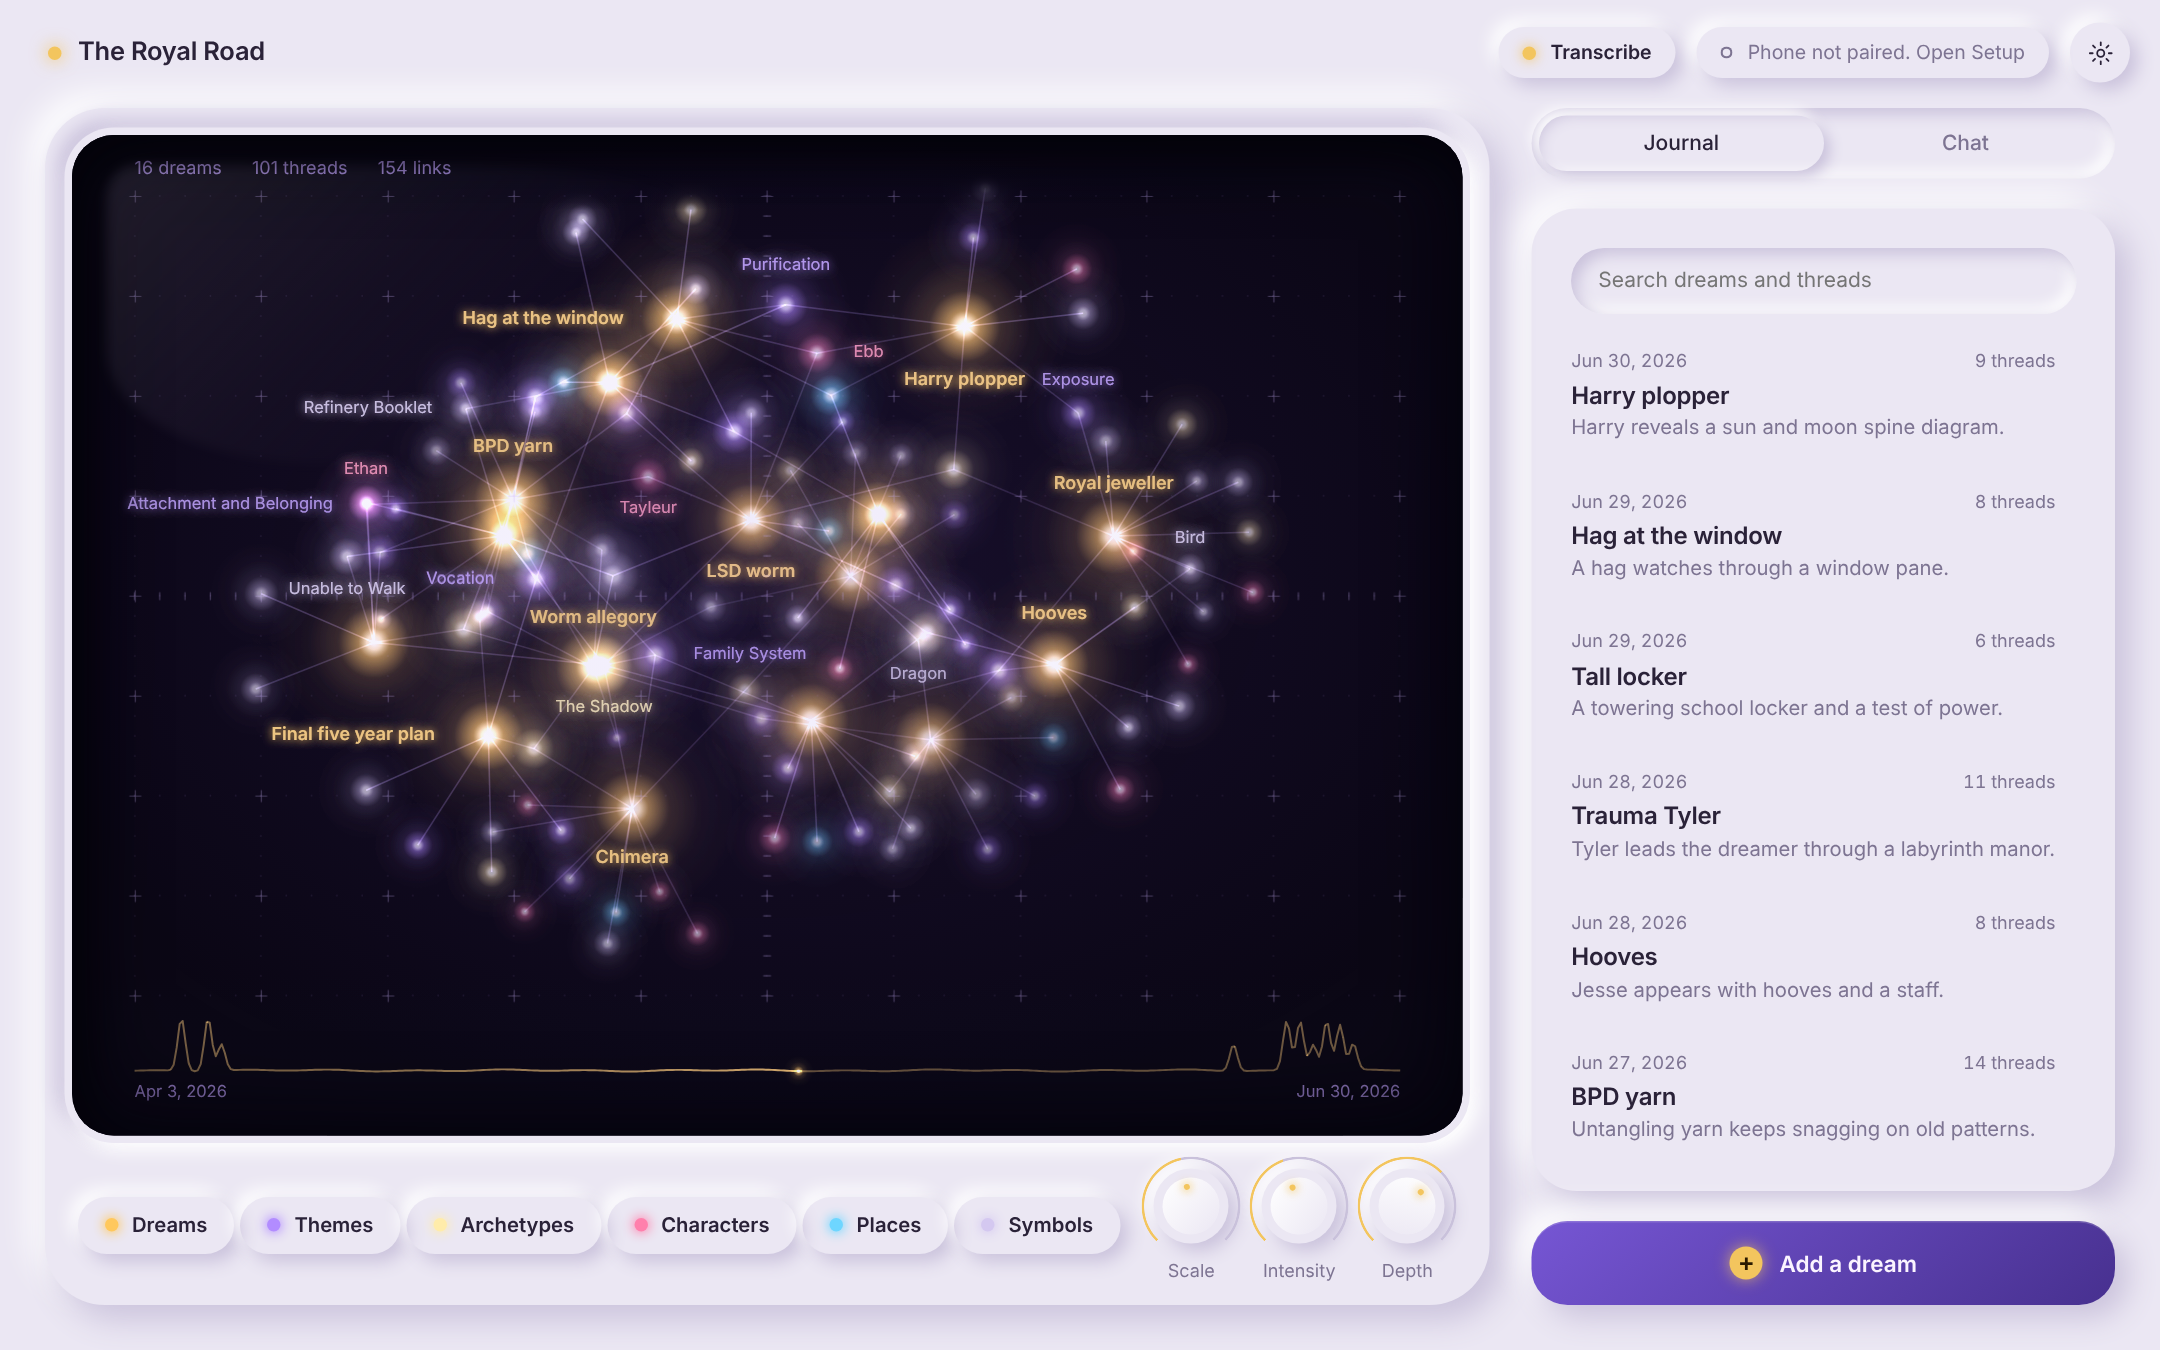 The Royal Road
Transcribe
Phone not paired. Open Setup
16 dreams 101 threads 154 links
Purification
Hag at the window
Ebb
Harry plopper
Exposure
Refinery Booklet
BPD yarn
Ethan
Attachment and Belonging
Tayleur
Royal jeweller
Bird
LSD worm
Vocation
Unable to Walk
Worm allegory
Hooves
Family System
Dragon
The Shadow
Final five year plan
Chimera
Apr 3, 2026
Jun 30, 2026
Dreams
Themes
Archetypes
Characters
Places
Symbols
Scale
Intensity
Depth
Journal
Chat
Search dreams and threads
Jun 30, 2026 9 threads
Harry plopper
Harry reveals a sun and moon spine diagram.
Jun 29, 2026 8 threads
Hag at the window
A hag watches through a window pane.
Jun 29, 2026 6 threads
Tall locker
A towering school locker and a test of power.
Jun 28, 2026 11 threads
Trauma Tyler
Tyler leads the dreamer through a labyrinth manor.
Jun 28, 2026 8 threads
Hooves
Jesse appears with hooves and a staff.
Jun 27, 2026 14 threads
BPD yarn
Untangling yarn keeps snagging on old patterns.
Add a dream